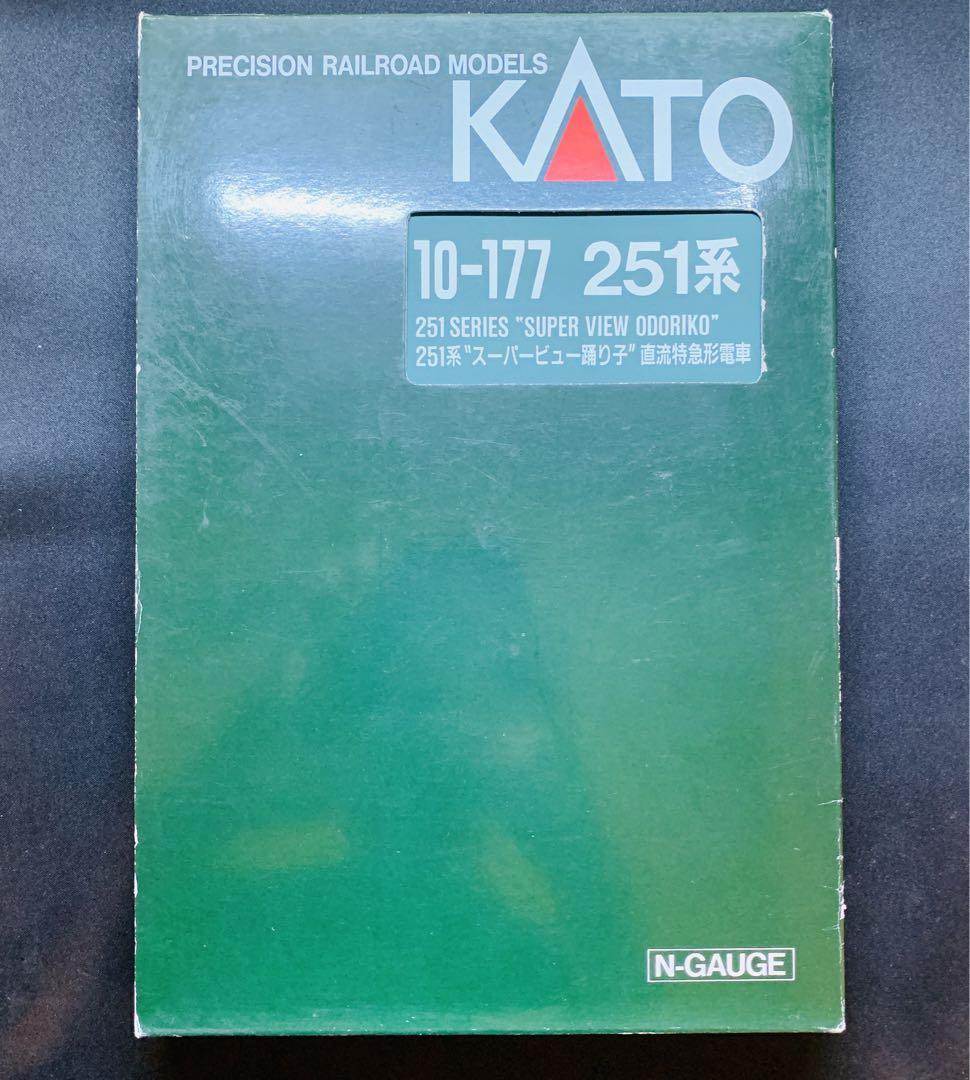 PRECISION RAILROAD MODELS
KATO
10-177 251系
251 SERIES "SUPER VIEW ODORIKO"
251系"スーパービュー踊り子" 直流特急形電車
N-GAUGE